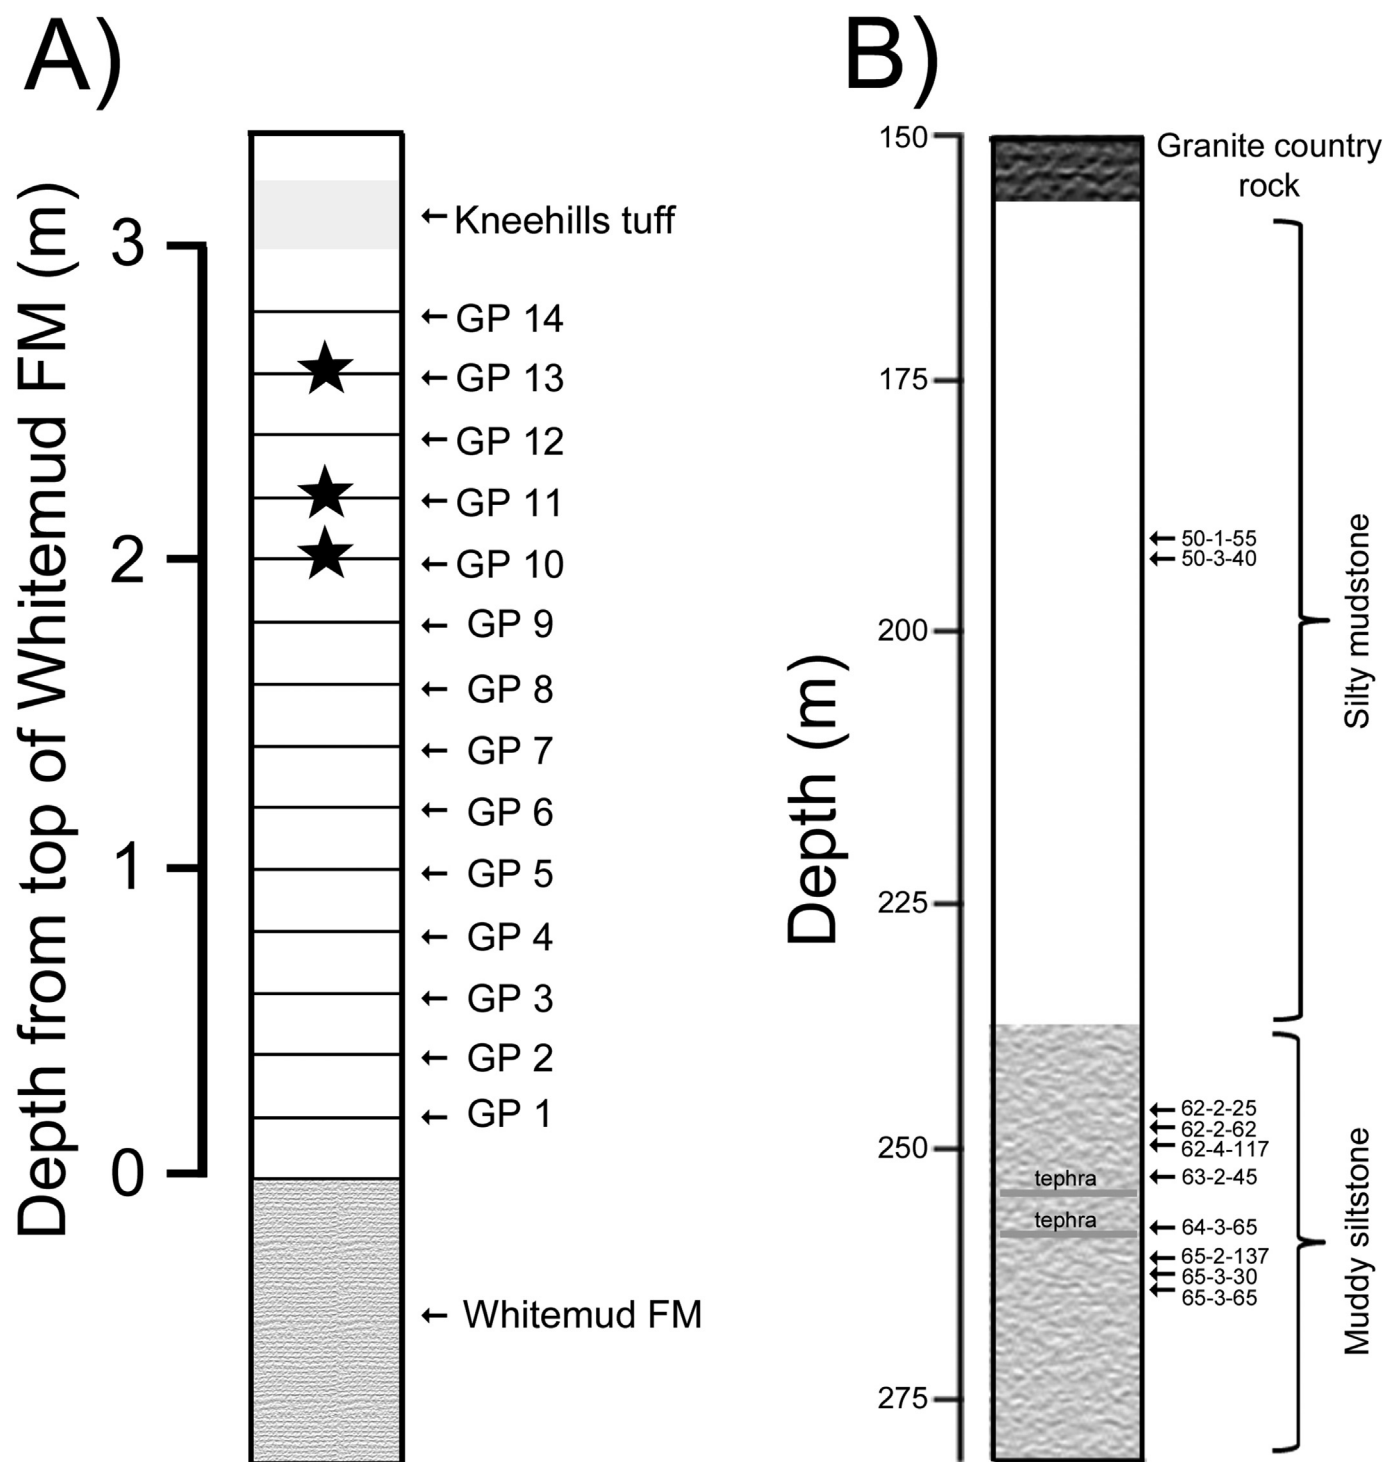 A)
Depth from top of Whitemud FM (m)
3
2
1
0
Kneehills tuff
GP 14
GP 13
GP 12
GP 11
GP 10
GP 9
GP 8
GP 7
GP 6
GP 5
GP 4
GP 3
GP 2
GP 1
Whitemud FM
B)
Depth (m)
150
175
200
225
250
275
Granite country
rock
50-1-55
50-3-40
62-2-25
62-2-62
62-4-117
63-2-45
tephra
tephra
64-3-65
65-2-137
65-3-30
65-3-65
Silty mudstone
Muddy siltstone